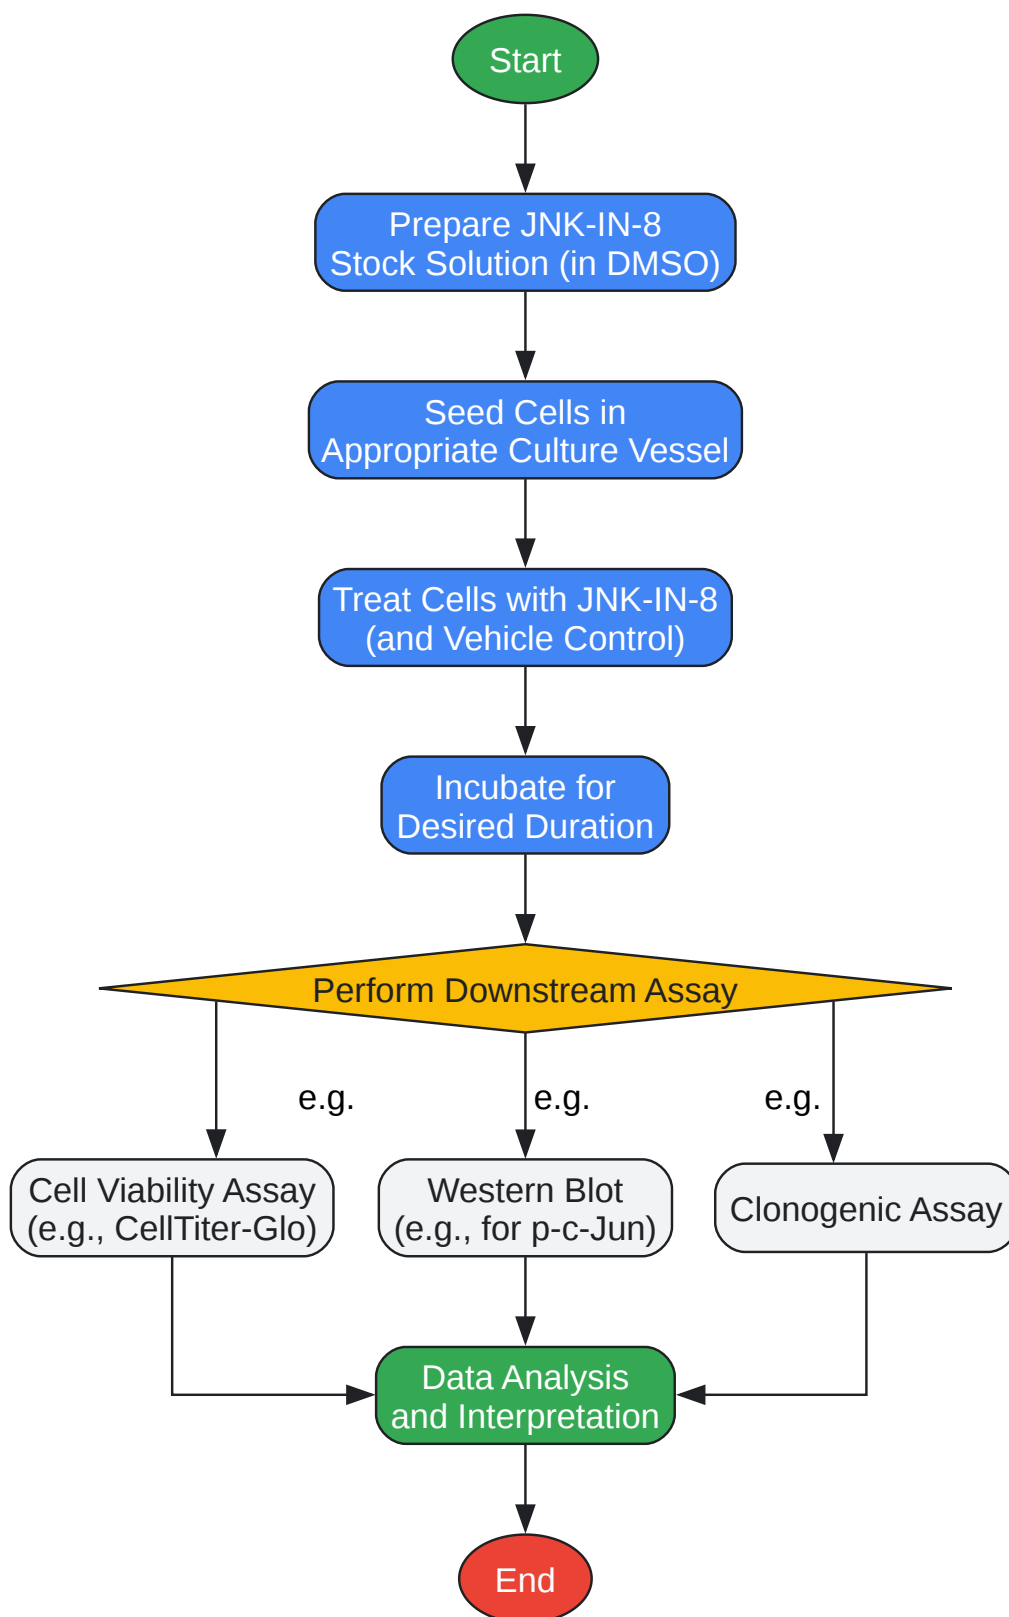 Start
Prepare JNK-IN-8
Stock Solution (in DMSO)
Seed Cells in
Appropriate Culture Vessel
Treat Cells with JNK-IN-8
(and Vehicle Control)
Incubate for
Desired Duration
Perform Downstream Assay
e.g.
e.g.
e.g.
Cell Viability Assay
(e.g., CellTiter-Glo)
Western Blot
(e.g., for p-c-Jun)
Clonogenic Assay
Data Analysis
and Interpretation
End